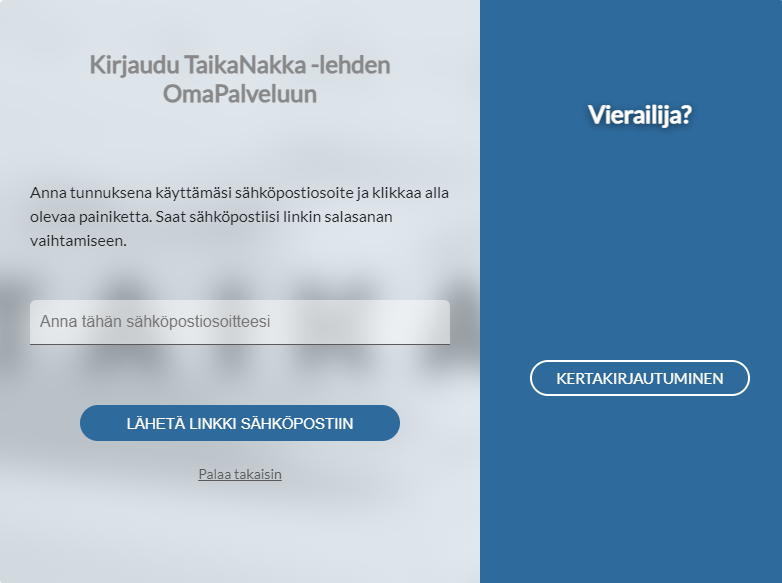 Kirjaudu TaikaNakka -lehden
OmaPalveluun
Anna tunnuksena käyttämäsi sähköpostiosoite ja klikkaa alla
olevaa painiketta. Saat sähköpostiisi linkin salasanan
vaihtamiseen.
Anna tähän sähköpostiosoitteesi
LÄHETÄ LINKKI SÄHKÖPOSTIIN
Palaa takaisin
Vierailija?
KERTAKIRJAUTUMINEN